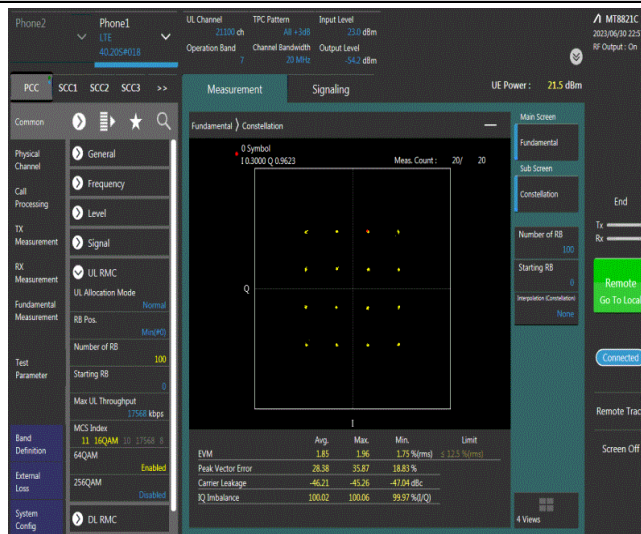 Phone2
Phone1
LTE
40.20S#018
UL Channel
21100 ch
TPC Pattern
All +3dB
Input Level
23.0 dBm
Operation Band
7
Channel Bandwidth
20 MHz
Output Level
-54.2 dBm
MT8821C
2023/06/30 22:5
RF Output : On
PCC
SCC1
SCC2
SCC3
>>
Measurement
Signaling
UE Power :
21.5 dBm
Common
Physical Channel
Call Processing
TX Measurement
RX Measurement
Fundamental Measurement
Test Parameter
Band Definition
External Loss
System Config
General
Frequency
Level
Signal
UL RMC
UL Allocation Mode
Normal
RB Pos.
Min(#0)
Number of RB
100
Starting RB
0
Max UL Throughput
17568 kbps
MCS Index
11 16QAM 10 17568 8
64QAM
Enabled
256QAM
Disabled
DL RMC
Fundamental 〉 Constellation
0 Symbol
I 0.3000 Q 0.9623
Meas. Count : 20/ 20
Q
I
Avg. Max. Min. Limit
EVM 1.85 1.96 1.75 %(rms) ≤ 12.5 %(rms)
Peak Vector Error 28.38 35.87 18.83 %
Carrier Leakage -46.21 -45.26 -47.04 dBc
IQ Imbalance 100.02 100.06 99.97 %(I/Q)
Main Screen
Fundamental
Sub Screen
Constellation
Number of RB
100
Starting RB
0
Interpolation (Constellation)
None
4 Views
End
Tx
Rx
Remote
Go To Local
Connected
Remote Trac
Screen Off